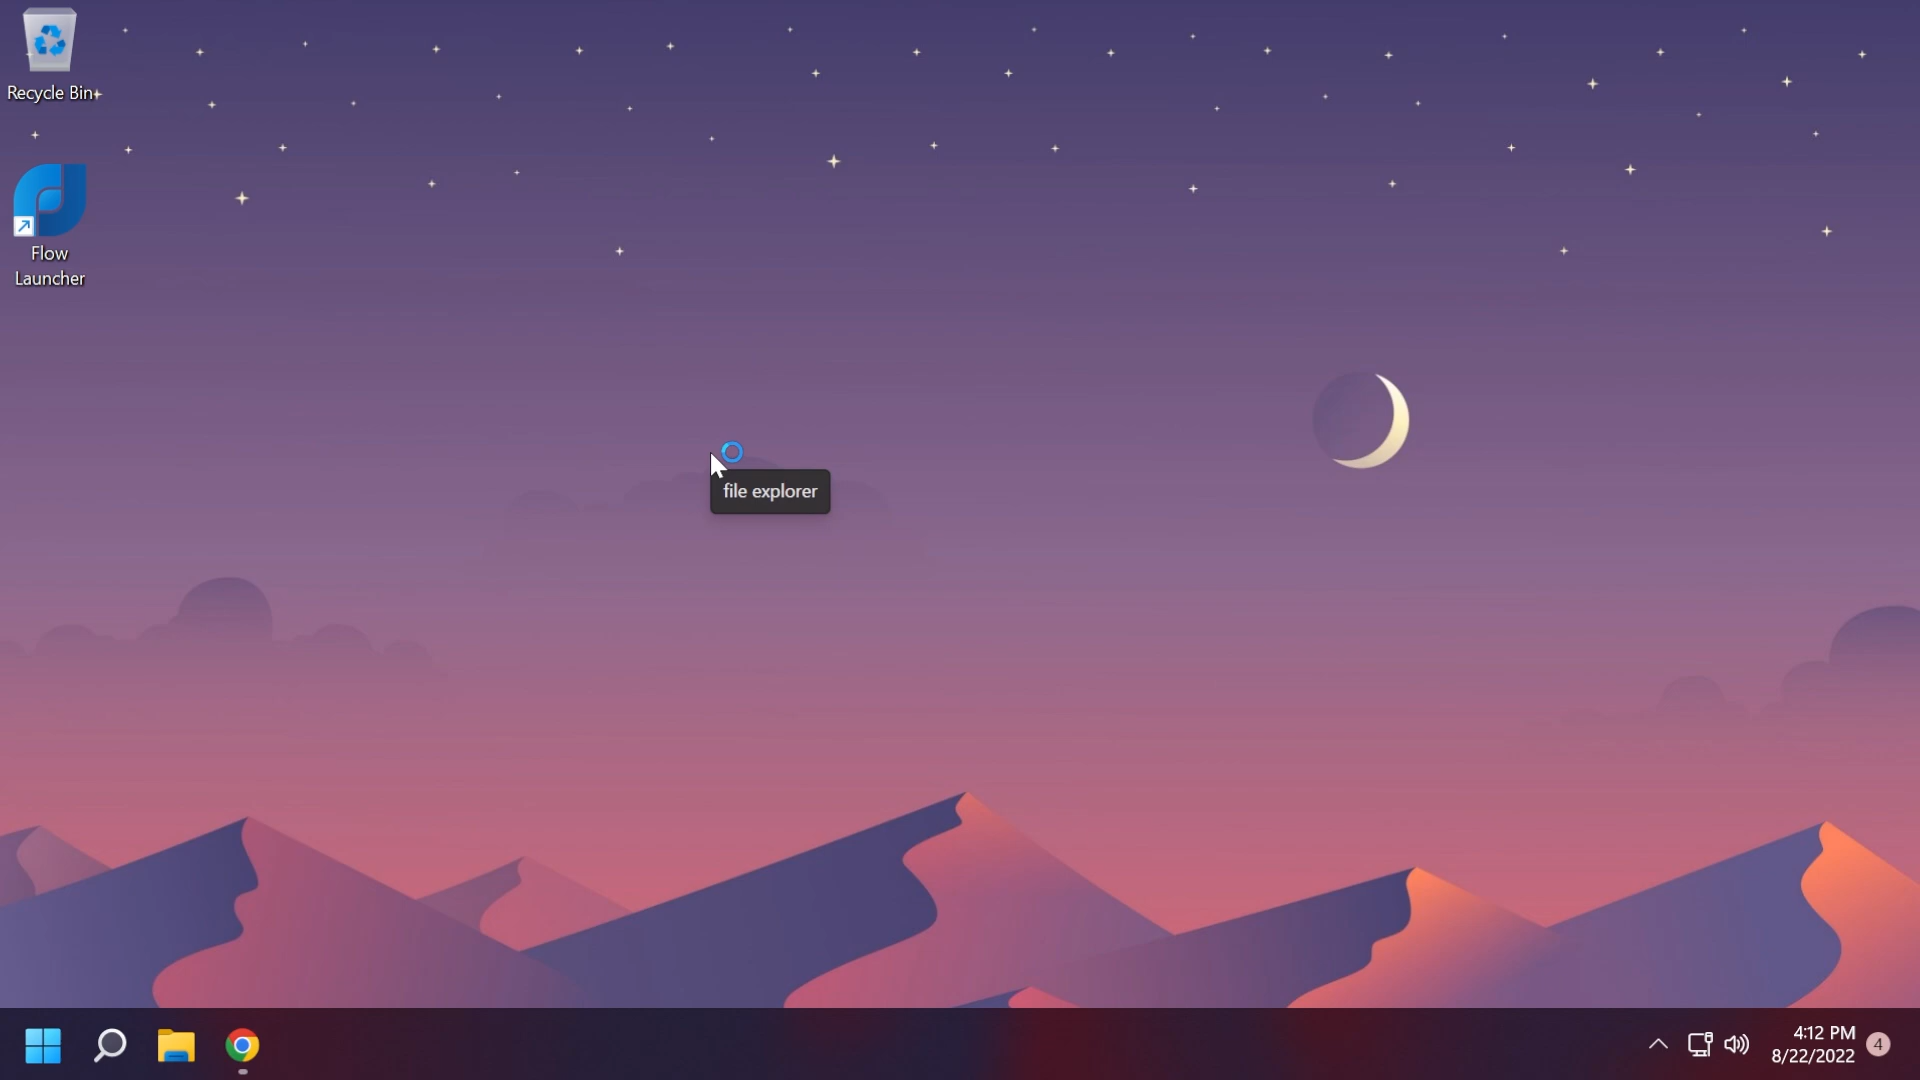 Recycle Bin
Flow
Launcher
file explorer
4:12 PM
8/22/2022
4